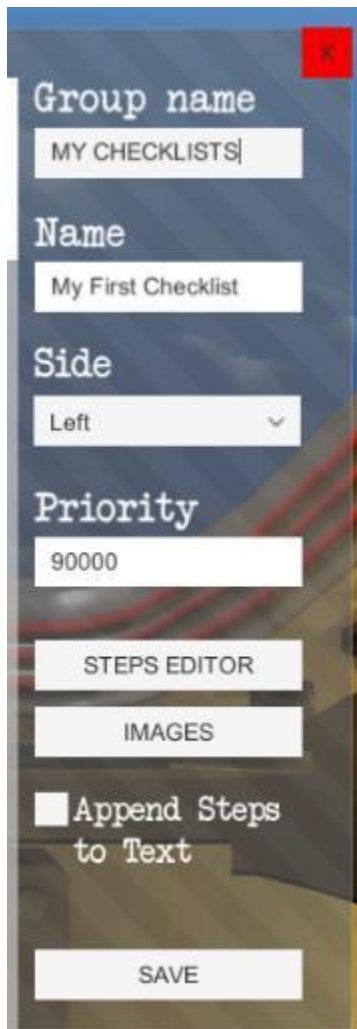 X
Group name
MY CHECKLISTS
Name
My First Checklist
Side
Left
Priority
90000
STEPS EDITOR
IMAGES
Append Steps
to Text
SAVE